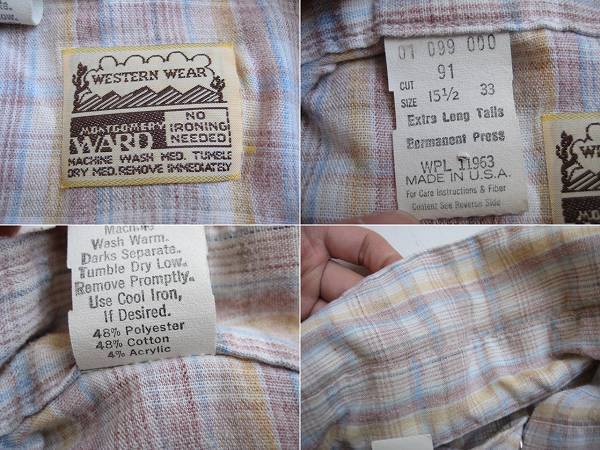 WESTERN WEAR
MONTGOMERY
WARD
NO
IRONING
NEEDED
MACHINE WASH MED. TUMBLE
DRY MED. REMOVE IMMEDIATELY
01 099 000
CUT 91
SIZE 15½ 33
Extra Long Tails
Permanent Press
WPL 11963
MADE IN U.S.A.
For Care Instructions & Fiber
Content See Reverse Side
Machine
Wash Warm.
Darks Separate.
Tumble Dry Low.
Remove Promptly.
Use Cool Iron,
If Desired.
48% Polyester
48% Cotton
4% Acrylic